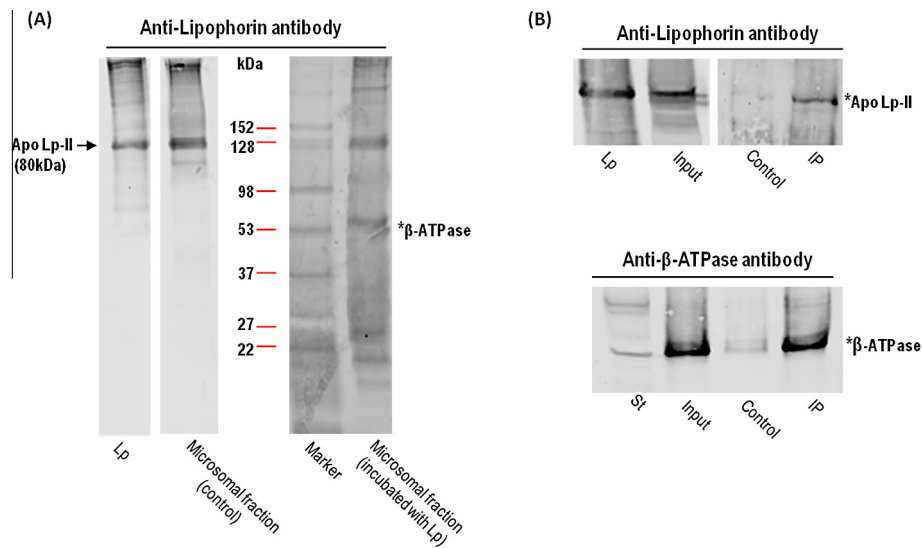 (A)
Anti-Lipophorin antibody
kDa
Apo Lp-II
(80kDa)
152
128
98
53
37
27
22
*β-ATPase
Lp
Microsomal fraction
(control)
Marker
Microsomal fraction
(incubated with Lp)
(B)
Anti-Lipophorin antibody
*Apo Lp-II
Lp
Input
Control
IP
Anti-β-ATPase antibody
*β-ATPase
St
Input
Control
IP